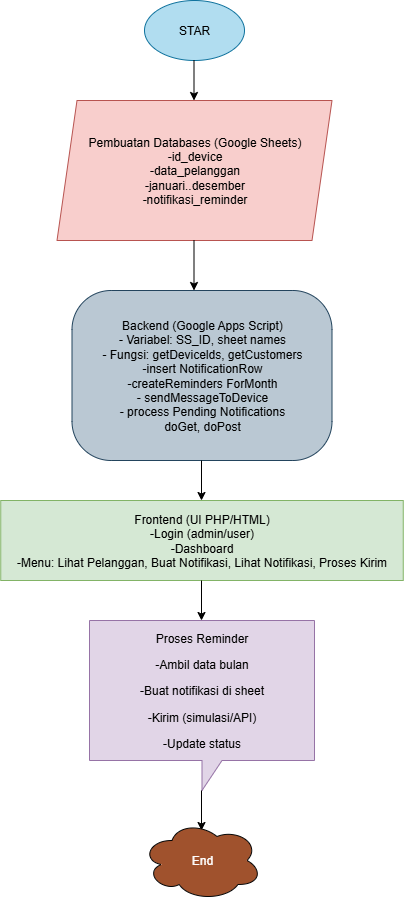 STAR
Pembuatan Databases (Google Sheets)
-id_device
-data_pelanggan
-januari..desember
-notifikasi_reminder
Backend (Google Apps Script)
- Variabel: SS_ID, sheet names
- Fungsi: getDeviceIds, getCustomers
-insert NotificationRow
-createReminders ForMonth
- sendMessageToDevice
- process Pending Notifications
doGet, doPost
Frontend (UI PHP/HTML)
-Login (admin/user)
-Dashboard
-Menu: Lihat Pelanggan, Buat Notifikasi, Lihat Notifikasi, Proses Kirim
Proses Reminder
-Ambil data bulan
-Buat notifikasi di sheet
-Kirim (simulasi/API)
-Update status
End